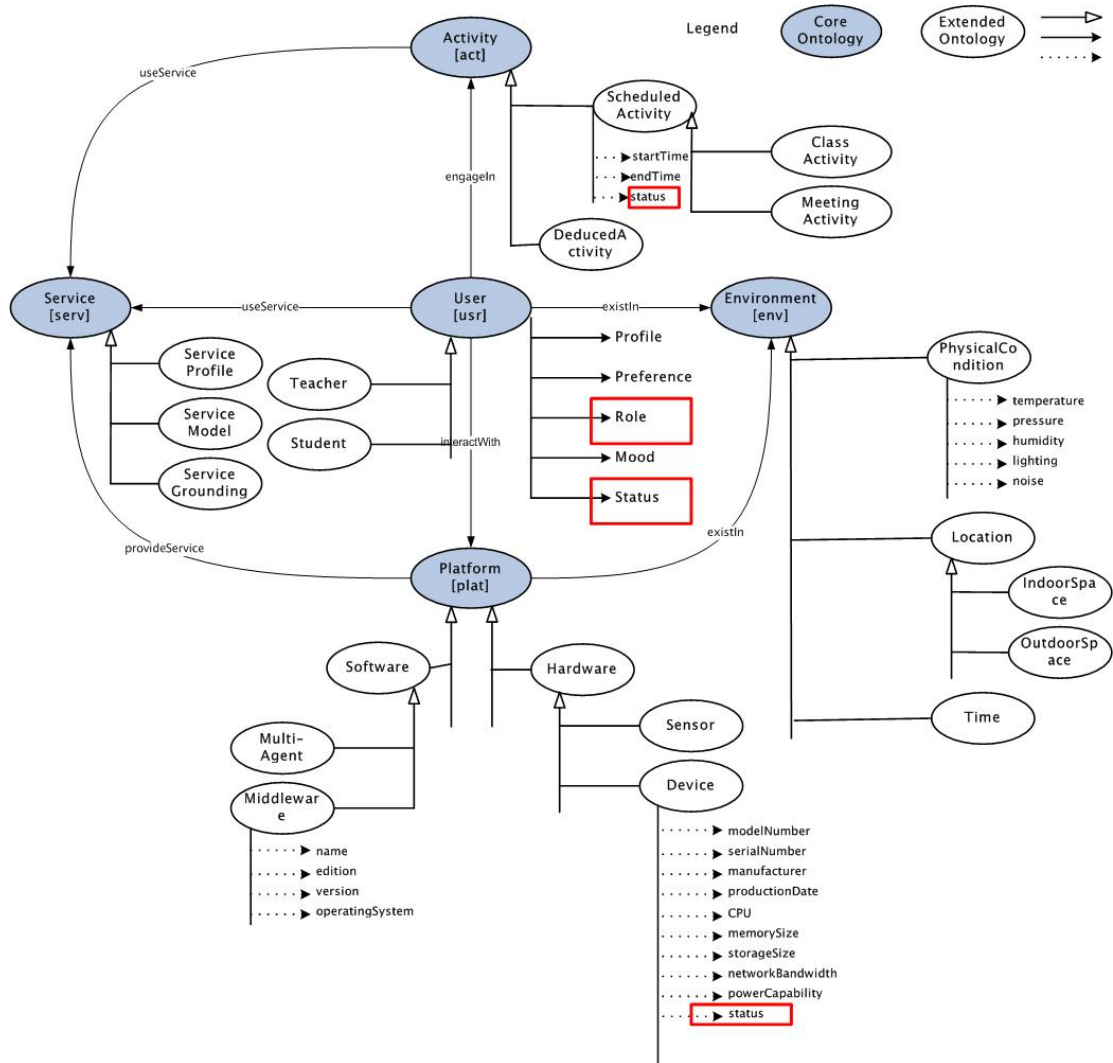 Activity
[act]
Legend
Core
Ontology
Extended
Ontology
useService
Scheduled
Activity
startTime
endTime
status
Class
Activity
Meeting
Activity
engageIn
DeducedA
ctivity
Service
[serv]
useService
User
[usr]
existIn
Environment
[env]
Service
Profile
Service
Model
Service
Grounding
Teacher
Student
interactWith
Profile
Preference
Role
Mood
Status
PhysicalCo
ndition
temperature
pressure
humidity
lighting
noise
provideService
existIn
Location
IndoorSpa
ce
OutdoorSp
ace
Time
Platform
[plat]
Software
Hardware
Multi-
Agent
Middlewar
e
name
edition
version
operatingSystem
Sensor
Device
modelNumber
serialNumber
manufacturer
productionDate
CPU
memorySize
storageSize
networkBandwidth
powerCapability
status